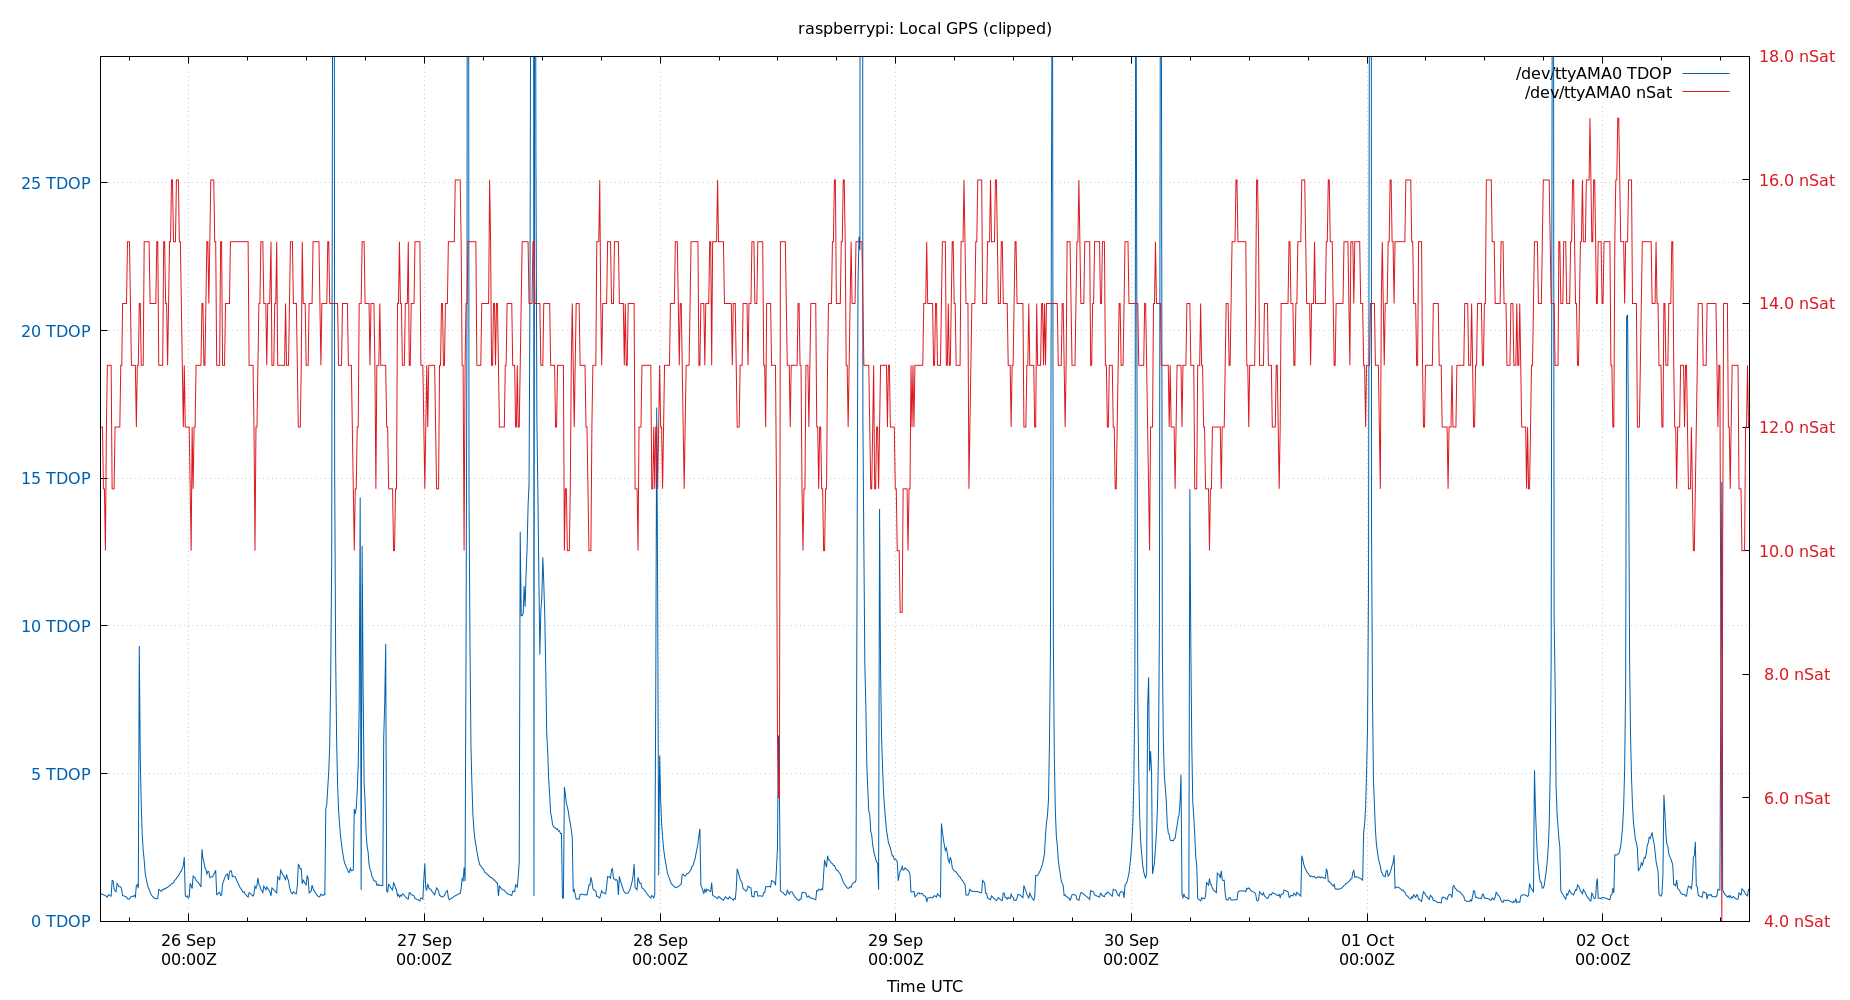 raspberrypi: Local GPS (clipped)
18.0 nSat
/dev/ttyAMA0 TDOP
/dev/ttyAMA0 nSat
25 TDOP
16.0 nSat
20 TDOP
14.0 nSat
12.0 nSat
15 TDOP
10.0 nSat
10 TDOP
8.0 nSat
5 TDOP
6.0 nSat
0 TDOP
4.0 nSat
26 Sep 27 Sep 28 Sep 29 Sep 30 Sep 01 Oct 02 Oct
00:00Z 00:00Z 00:00Z 00:00Z 00:00Z 00:00Z 00:00Z
Time UTC